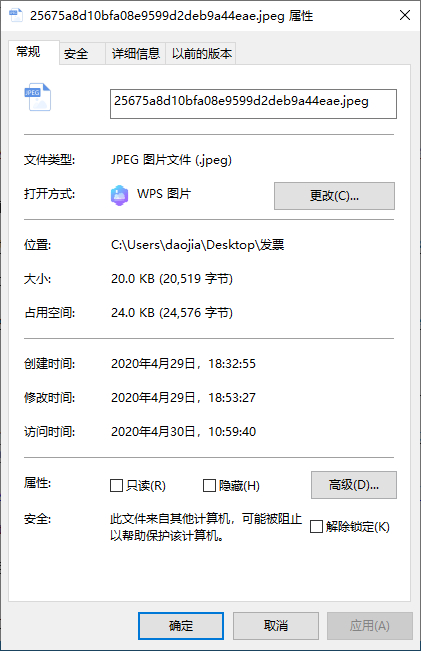 25675a8d10bfa08e9599d2deb9a44eae.jpeg 属性
常规 安全 详细信息 以前的版本
JPEG
25675a8d10bfa08e9599d2deb9a44eae.jpeg
文件类型: JPEG 图片文件 (.jpeg)
打开方式: WPS 图片 更改(C)...
位置: C:\Users\daojia\Desktop\发票
大小: 20.0 KB (20,519 字节)
占用空间: 24.0 KB (24,576 字节)
创建时间: 2020年4月29日，18:32:55
修改时间: 2020年4月29日，18:53:27
访问时间: 2020年4月30日，10:59:40
属性: 只读(R) 隐藏(H) 高级(D)...
安全: 此文件来自其他计算机，可能被阻止
以帮助保护该计算机。 解除锁定(K)
确定 取消 应用(A)